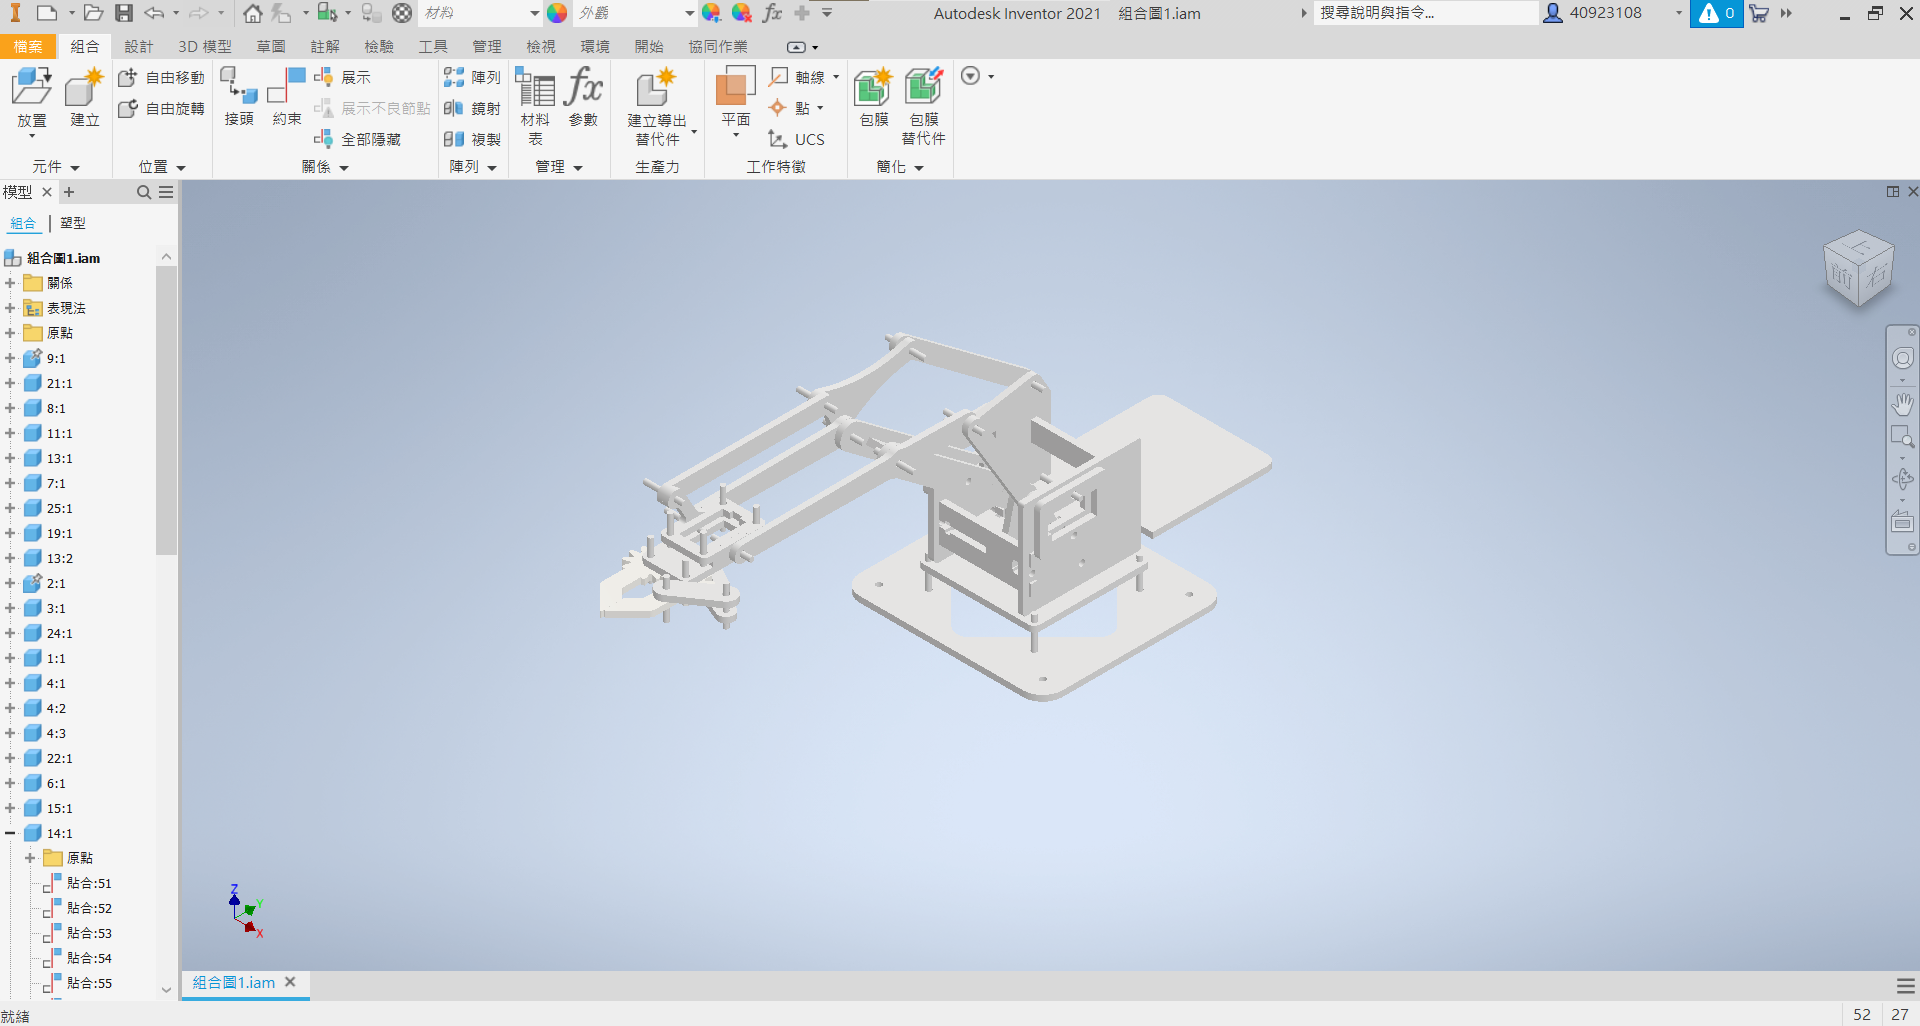 材料
外觀
Autodesk Inventor 2021 組合圖1.iam
搜尋說明與指令...
40923108
0
檔案 組合 設計 3D 模型 草圖 註解 檢驗 工具 管理 檢視 環境 開始 協同作業
放置
建立
自由移動
自由旋轉
接頭
約束
展示
展示不良節點
全部隱藏
陣列
鏡射
複製
材料
表
fx
參數
建立導出
替代件
平面
軸線
點
UCS
包膜
包膜
替代件
元件 位置 關係 陣列 管理 生產力 工作特徵 簡化
模型
組合 | 塑型
組合圖1.iam
關係
表現法
原點
9:1
21:1
8:1
11:1
13:1
7:1
25:1
19:1
13:2
2:1
3:1
24:1
1:1
4:1
4:2
4:3
22:1
6:1
15:1
14:1
原點
貼合:51
貼合:52
貼合:53
貼合:54
貼合:55
上
前
右
Z
Y
X
組合圖1.iam
就緒
52 27